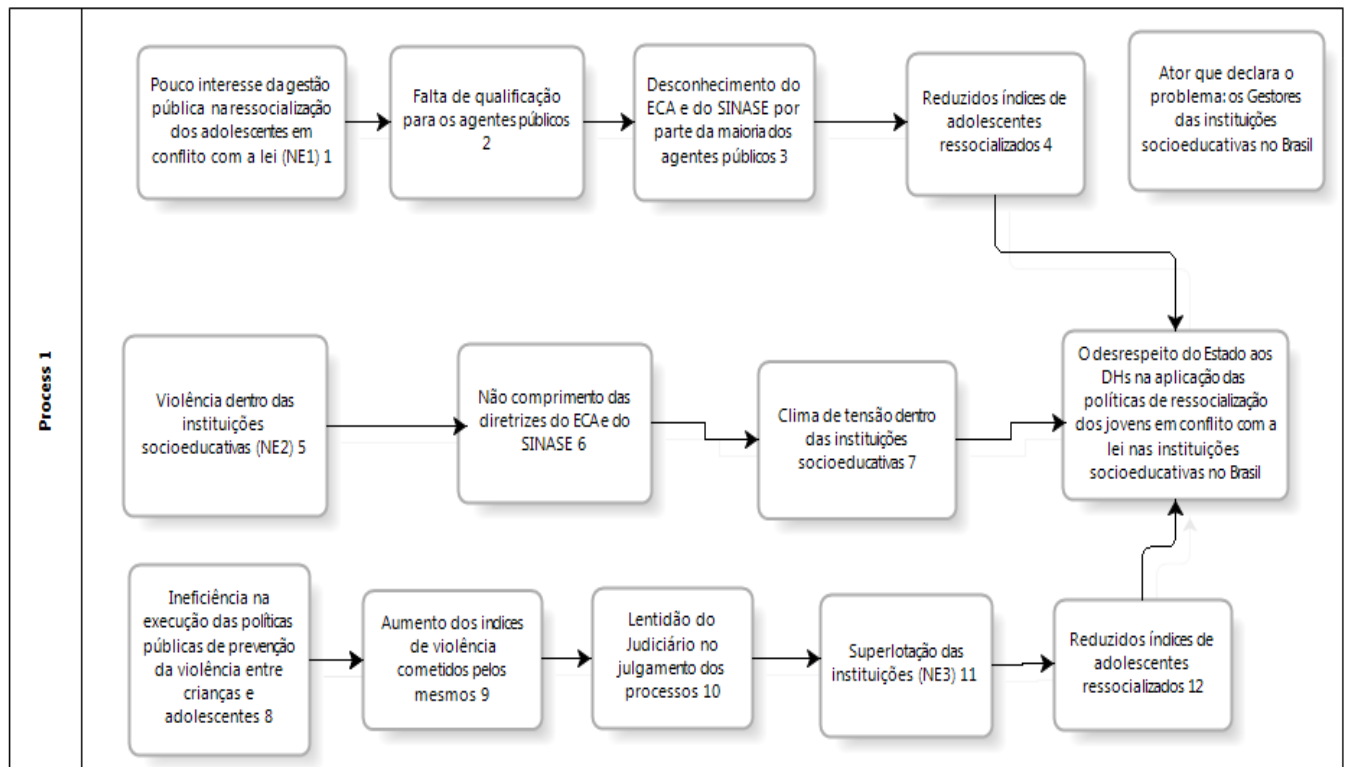 Process 1
Pouco interesse da gestão
pública na ressocialização
dos adolescentes em
conflito com a lei (NE1) 1
Falta de qualificação
para os agentes públicos
2
Desconhecimento do
ECA e do SINASE por
parte da maioria dos
agentes públicos 3
Reduzidos índices de
adolescentes
ressocializados 4
Ator que declara o
problema: os Gestores
das instituições
socioeducativas no Brasil
Violência dentro das
instituições
socioeducativas (NE2) 5
Não comprimento das
diretrizes do ECA e do
SINASE 6
Clima de tensão dentro
das instituições
socioeducativas 7
O desrespeito do Estado aos
DHs na aplicação das
políticas de ressocialização
dos jovens em conflito com a
lei nas instituições
socioeducativas no Brasil
Ineficiência na
execução das políticas
públicas de prevenção
da violência entre
crianças e
adolescentes 8
Aumento dos indices
de violência
cometidos pelos
mesmos 9
Lentidão do
Judiciário no
julgamento dos
processos 10
Superlotação das
instituições (NE3) 11
Reduzidos índices de
adolescentes
ressocializados 12